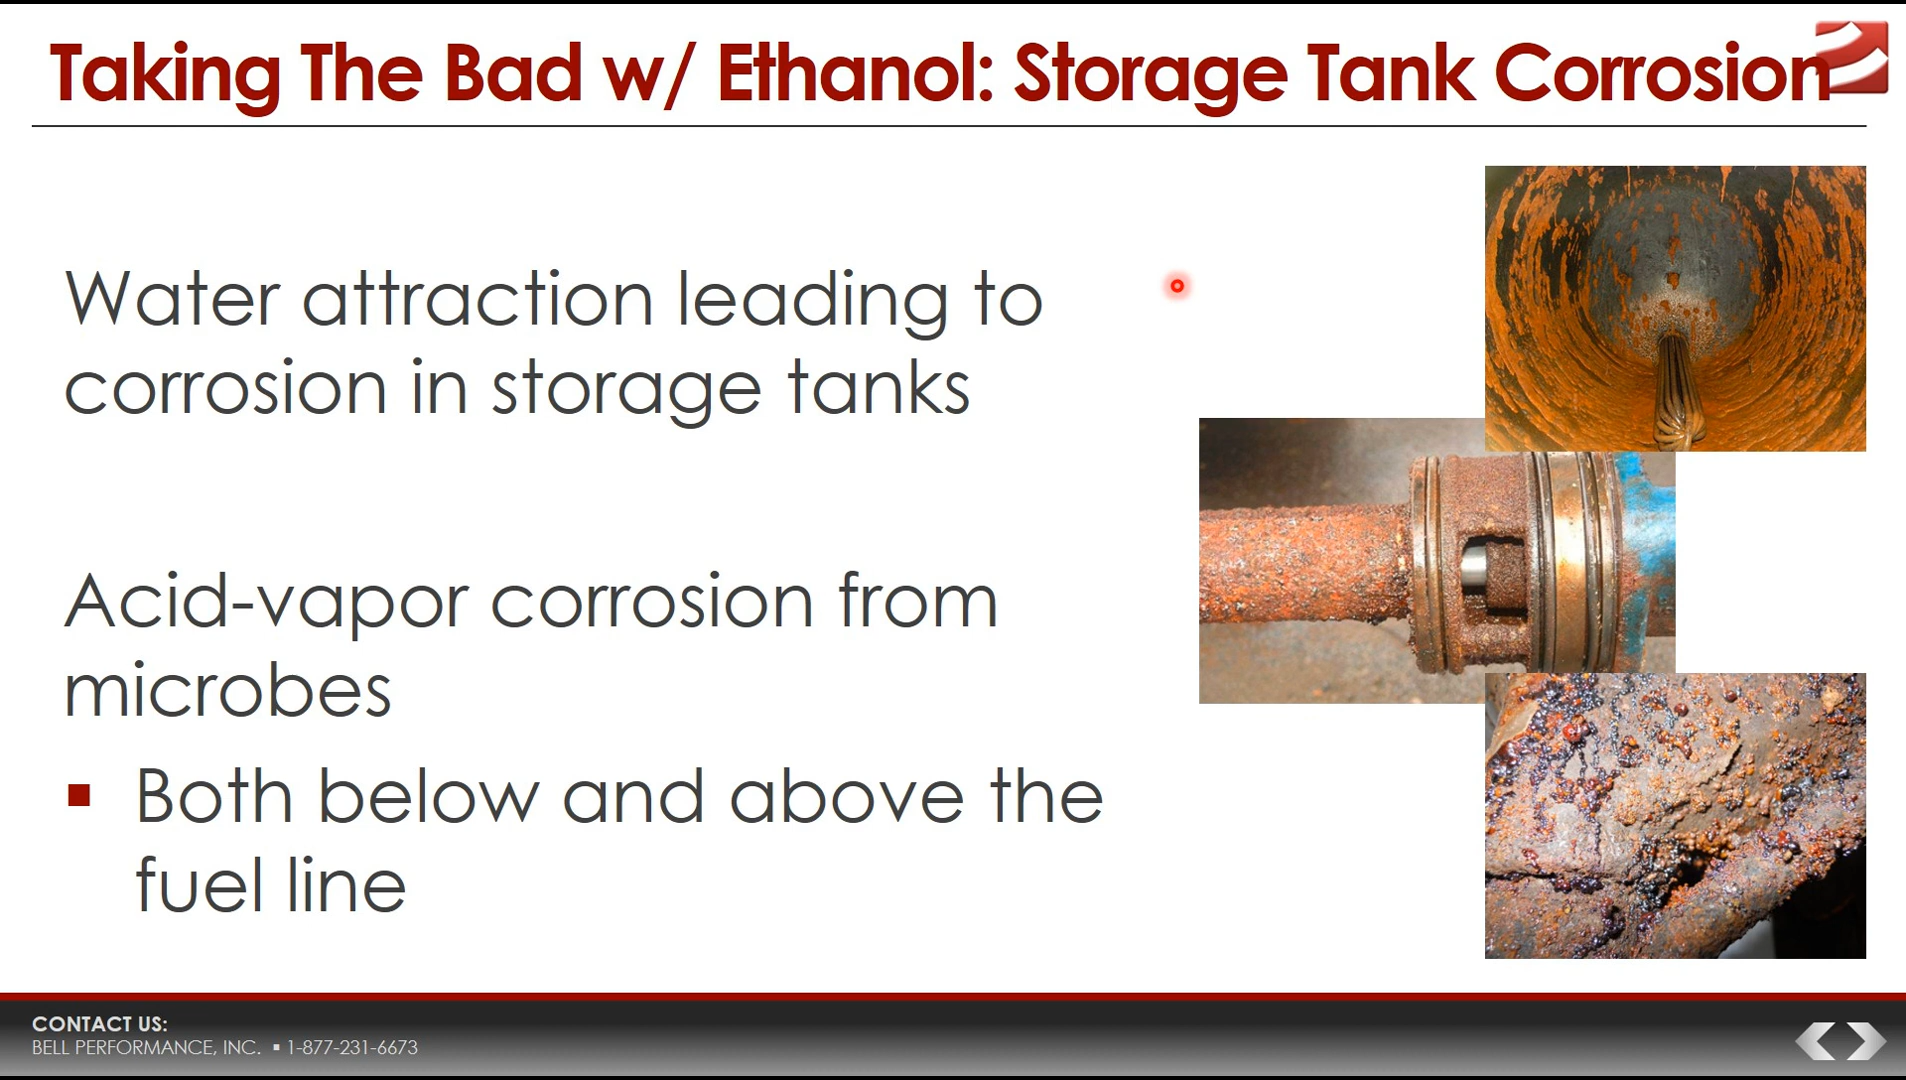 Taking The Bad w/ Ethanol: Storage Tank Corrosion
Water attraction leading to
corrosion in storage tanks
Acid-vapor corrosion from
microbes
▪ Both below and above the
fuel line
CONTACT US:
BELL PERFORMANCE, INC. ▪ 1-877-231-6673